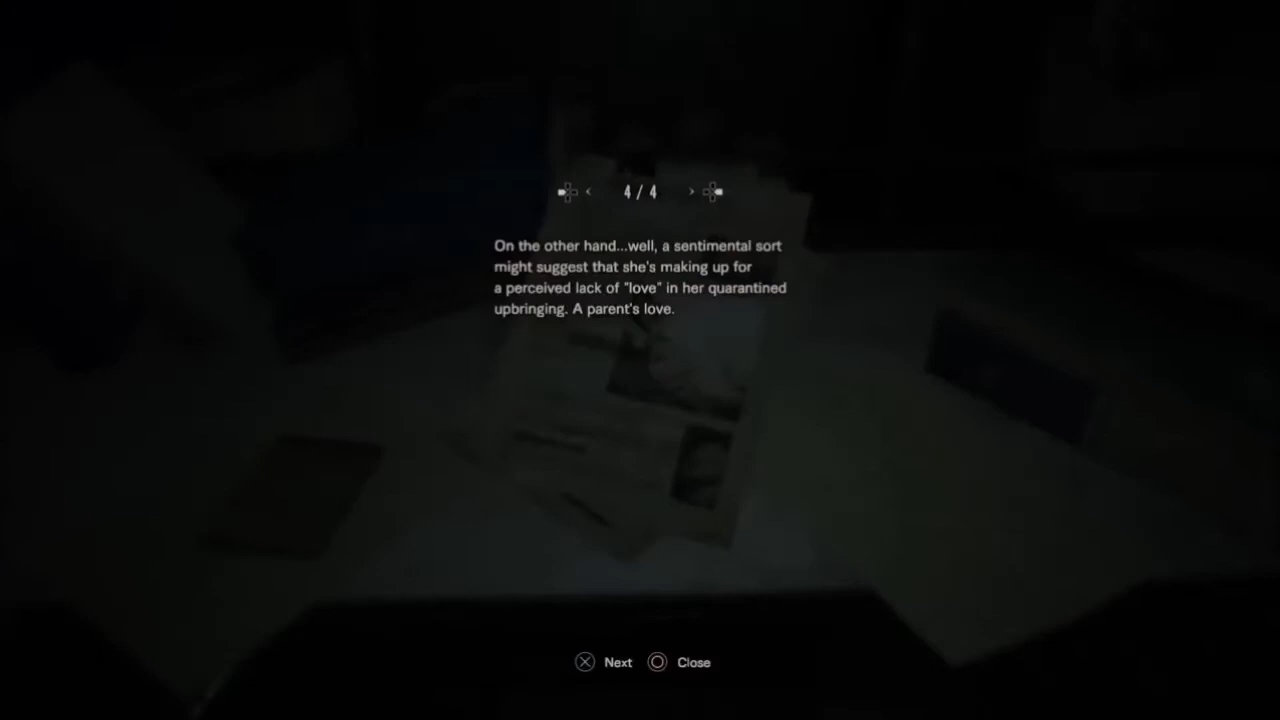 4 / 4
On the other hand...well, a sentimental sort
might suggest that she's making up for
a perceived lack of "love" in her quarantined
upbringing. A parent's love.
Next Close